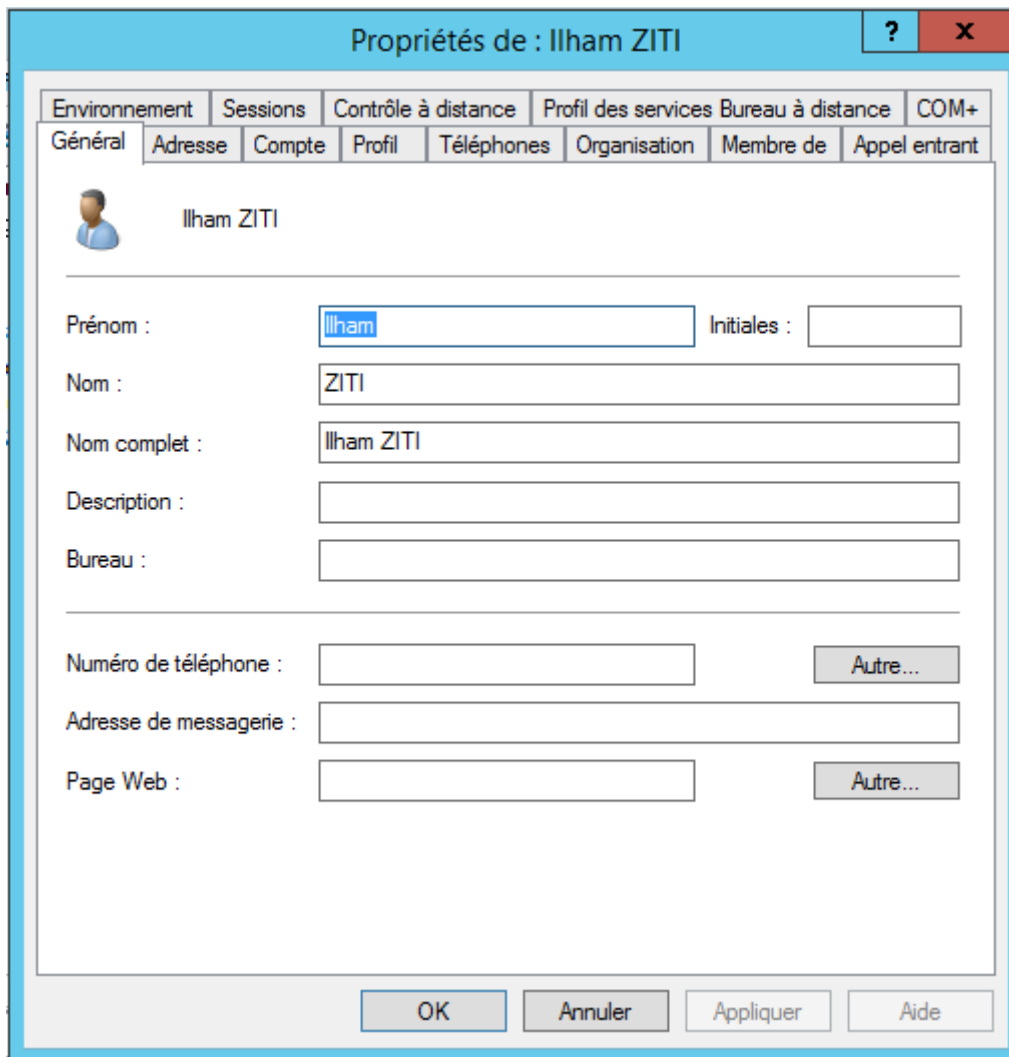 Propriétés de : Ilham ZITI ? x
Environnement Sessions Contrôle à distance Profil des services Bureau à distance COM+
Général Adresse Compte Profil Téléphones Organisation Membre de Appel entrant
Ilham ZITI
Prénom : Ilham Initiales :
Nom : ZITI
Nom complet : Ilham ZITI
Description :
Bureau :
Numéro de téléphone : Autre...
Adresse de messagerie :
Page Web : Autre...
OK Annuler Appliquer Aide